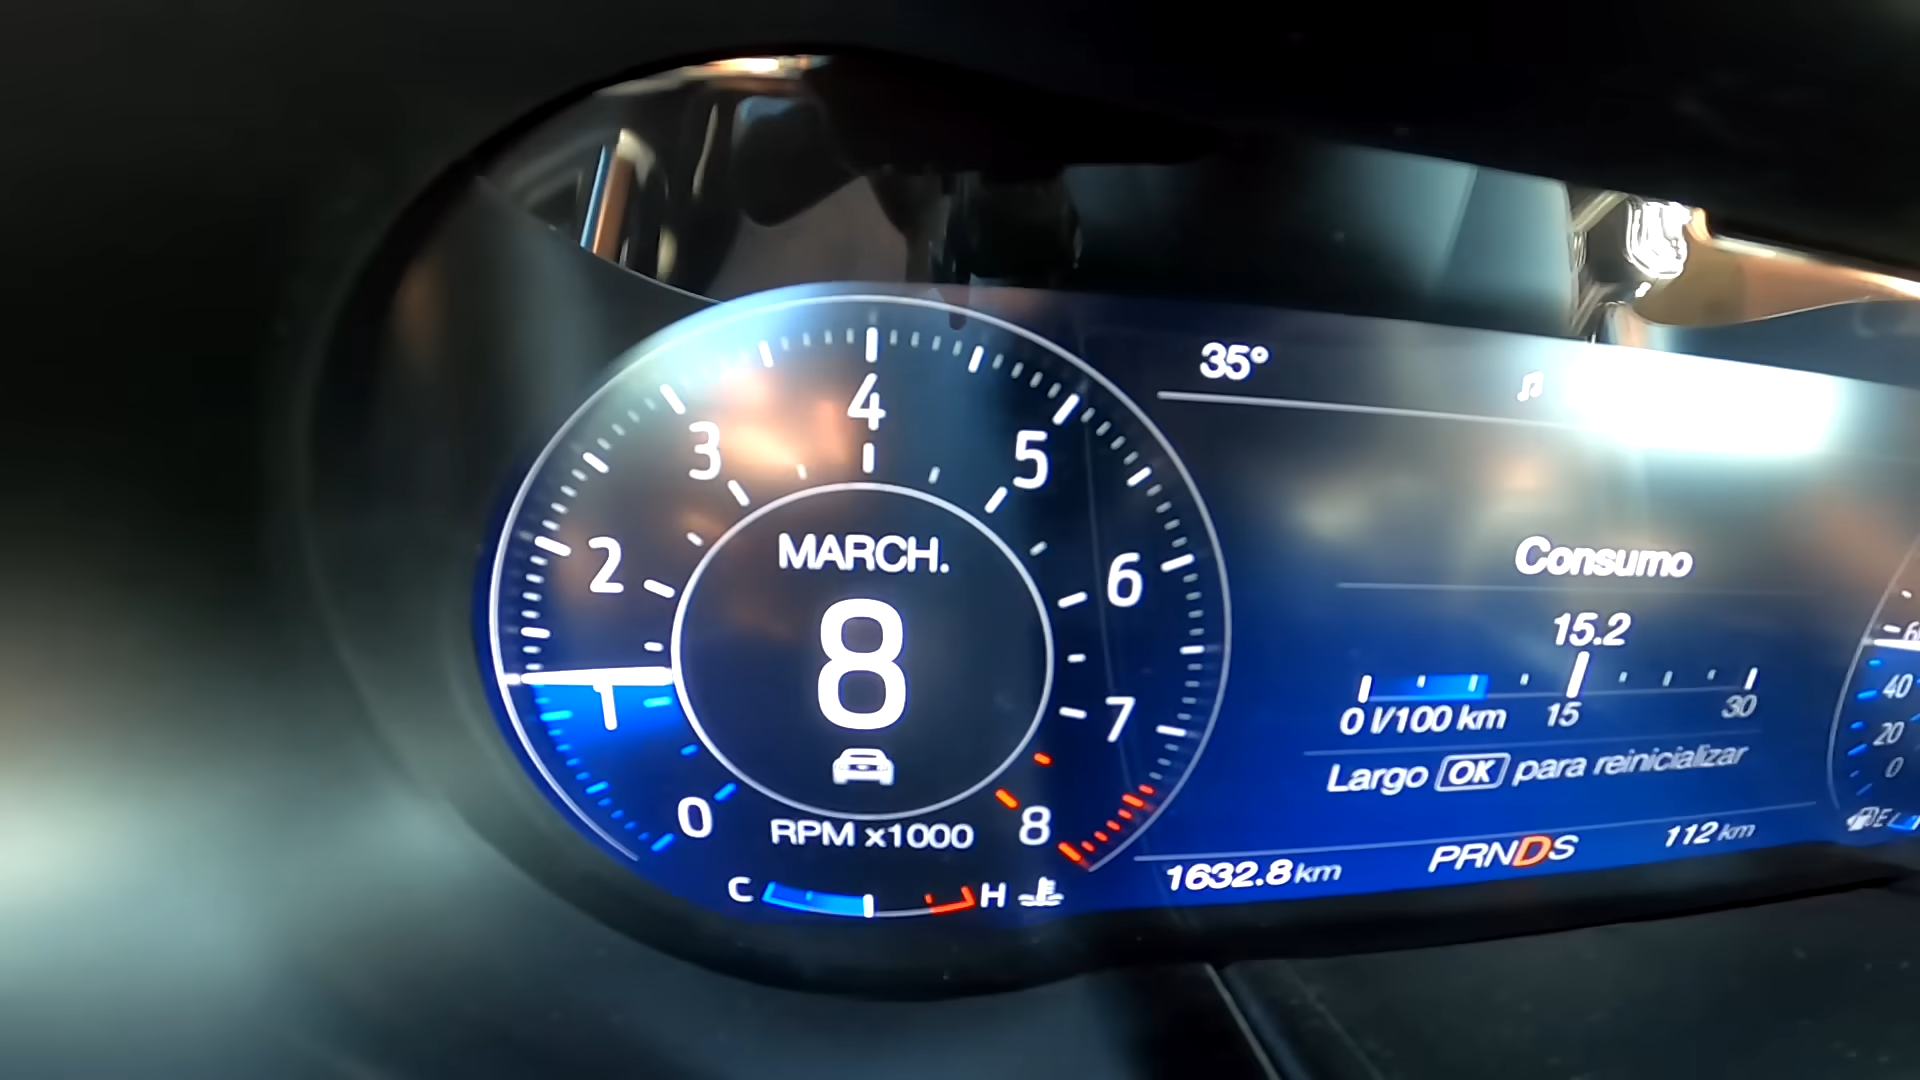 35°
4
3
5
2
6
1
7
0
8
MARCH.
8
RPM x1000
C
H
Consumo
15.2
0 l/100 km 15 30
Largo OK para reinicializar
1632.8 km
PRNDS
112 km
40
20
0
E